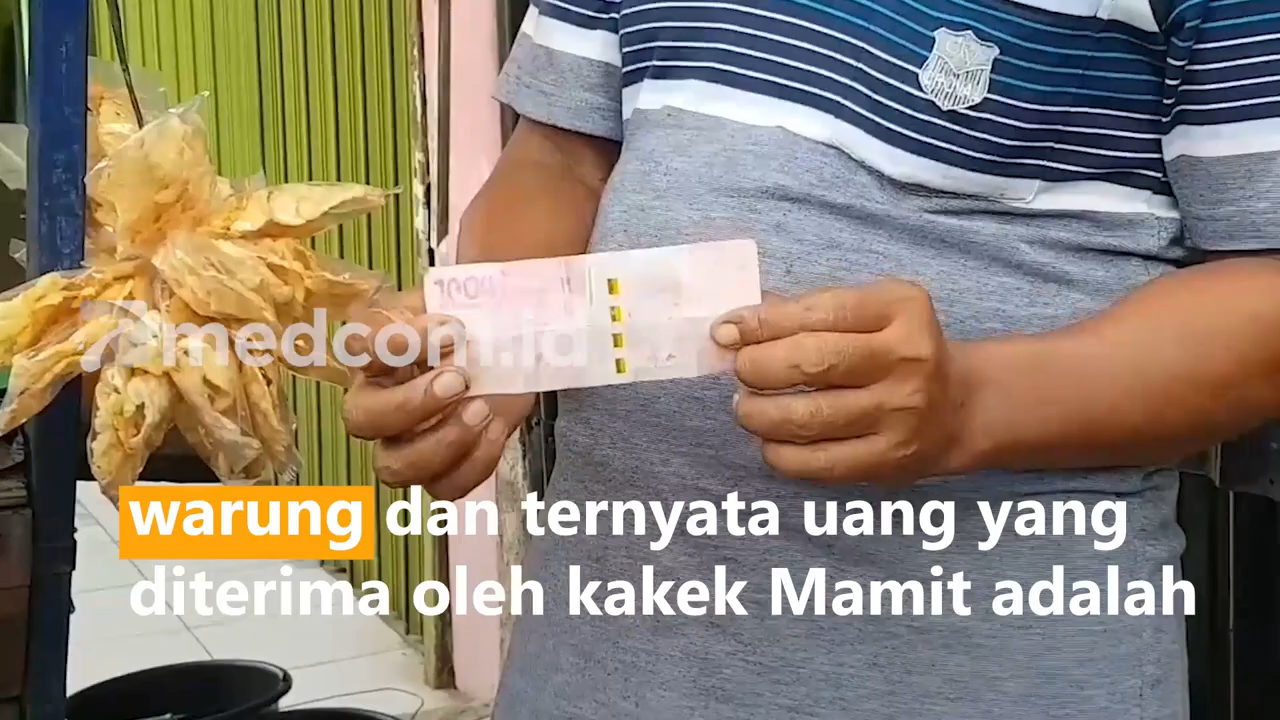 medcom.id
warung dan ternyata uang yang
diterima oleh kakek Mamit adalah